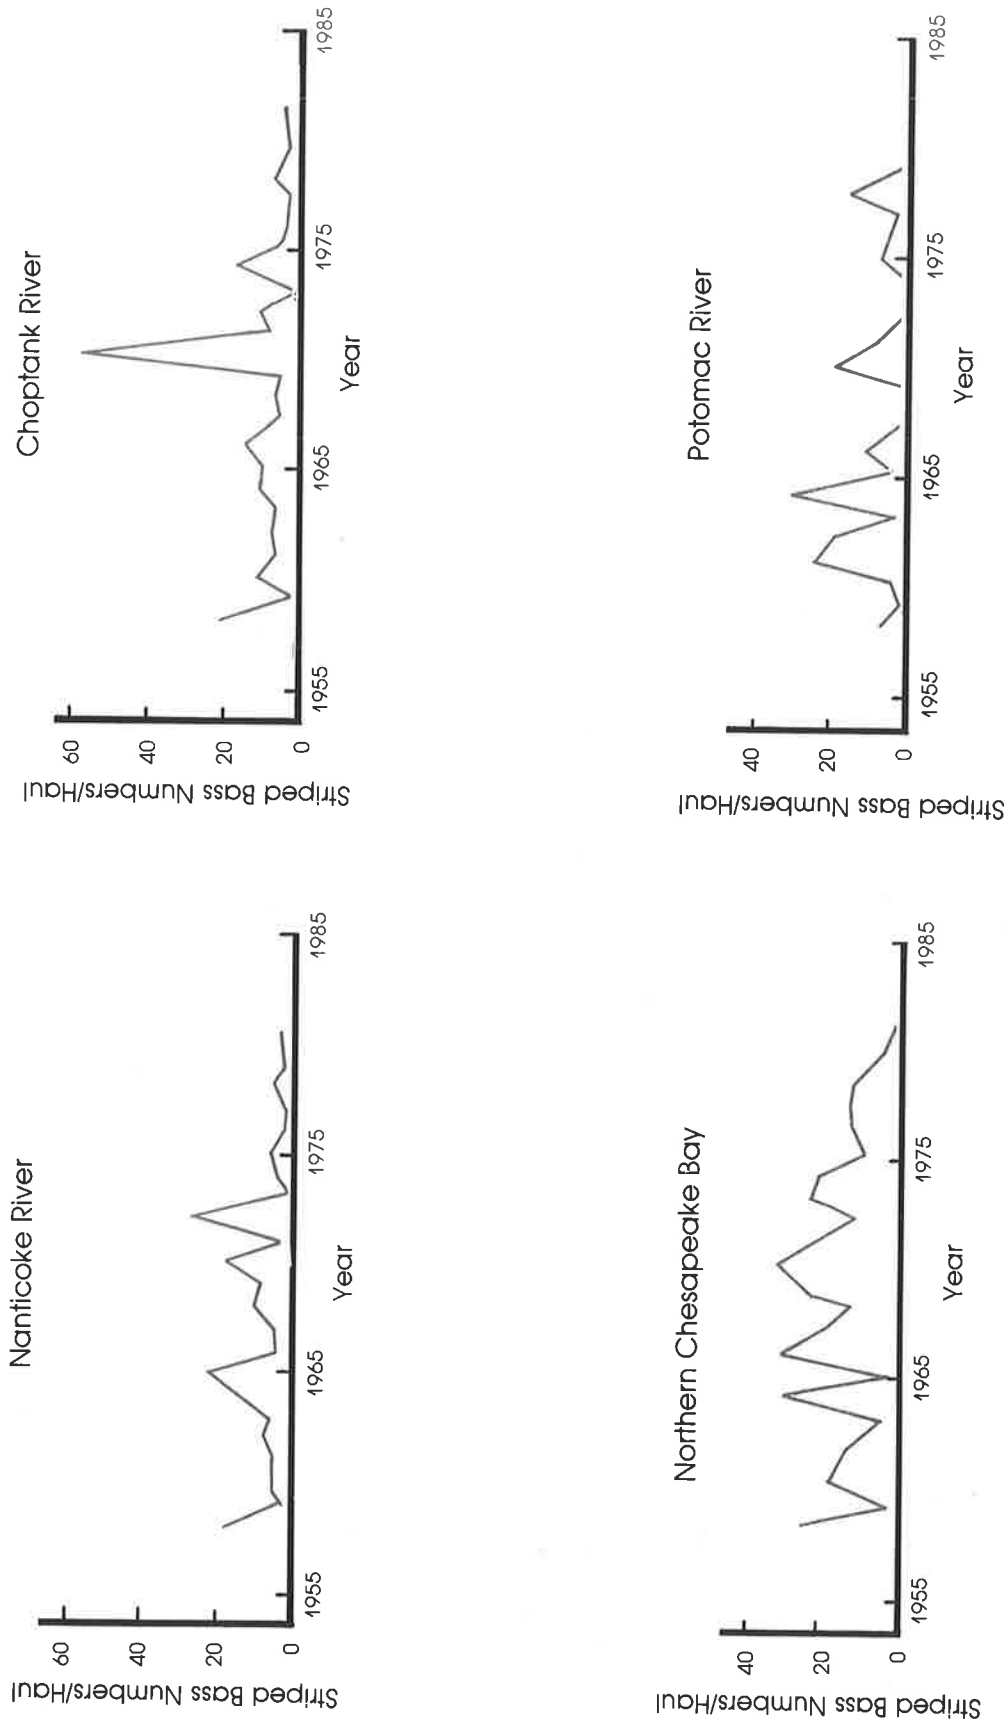 Nanticoke River
Striped Bass Numbers/Haul
60
40
20
0
1955
1965
1975
1985
Year
Choptank River
Striped Bass Numbers/Haul
60
40
20
0
1955
1965
1975
1985
Year
Northern Chesapeake Bay
Striped Bass Numbers/Haul
40
20
0
1955
1965
1975
1985
Year
Potomac River
Striped Bass Numbers/Haul
40
20
0
1955
1965
1975
1985
Year